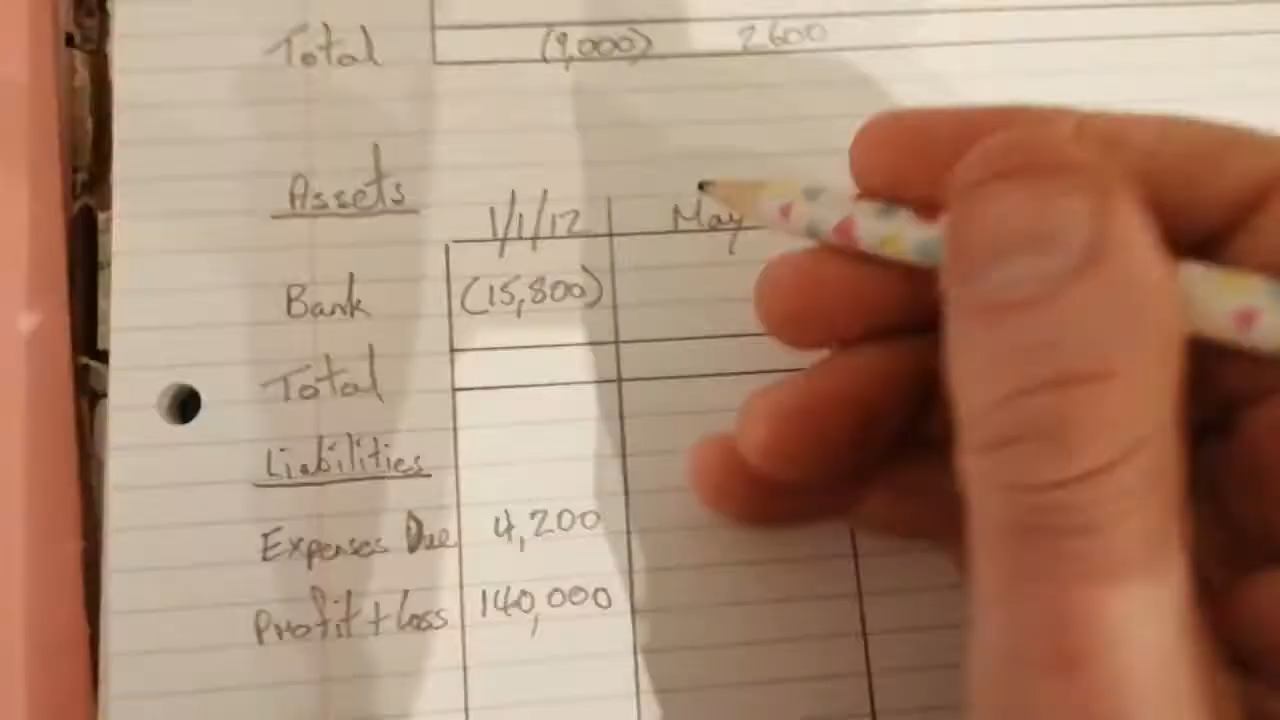 Total (9,000) 2600
Assets
1/1/12 May
Bank (15,800)
Total
Liabilities
Expenses Due 4,200
Profit + Loss 140,000